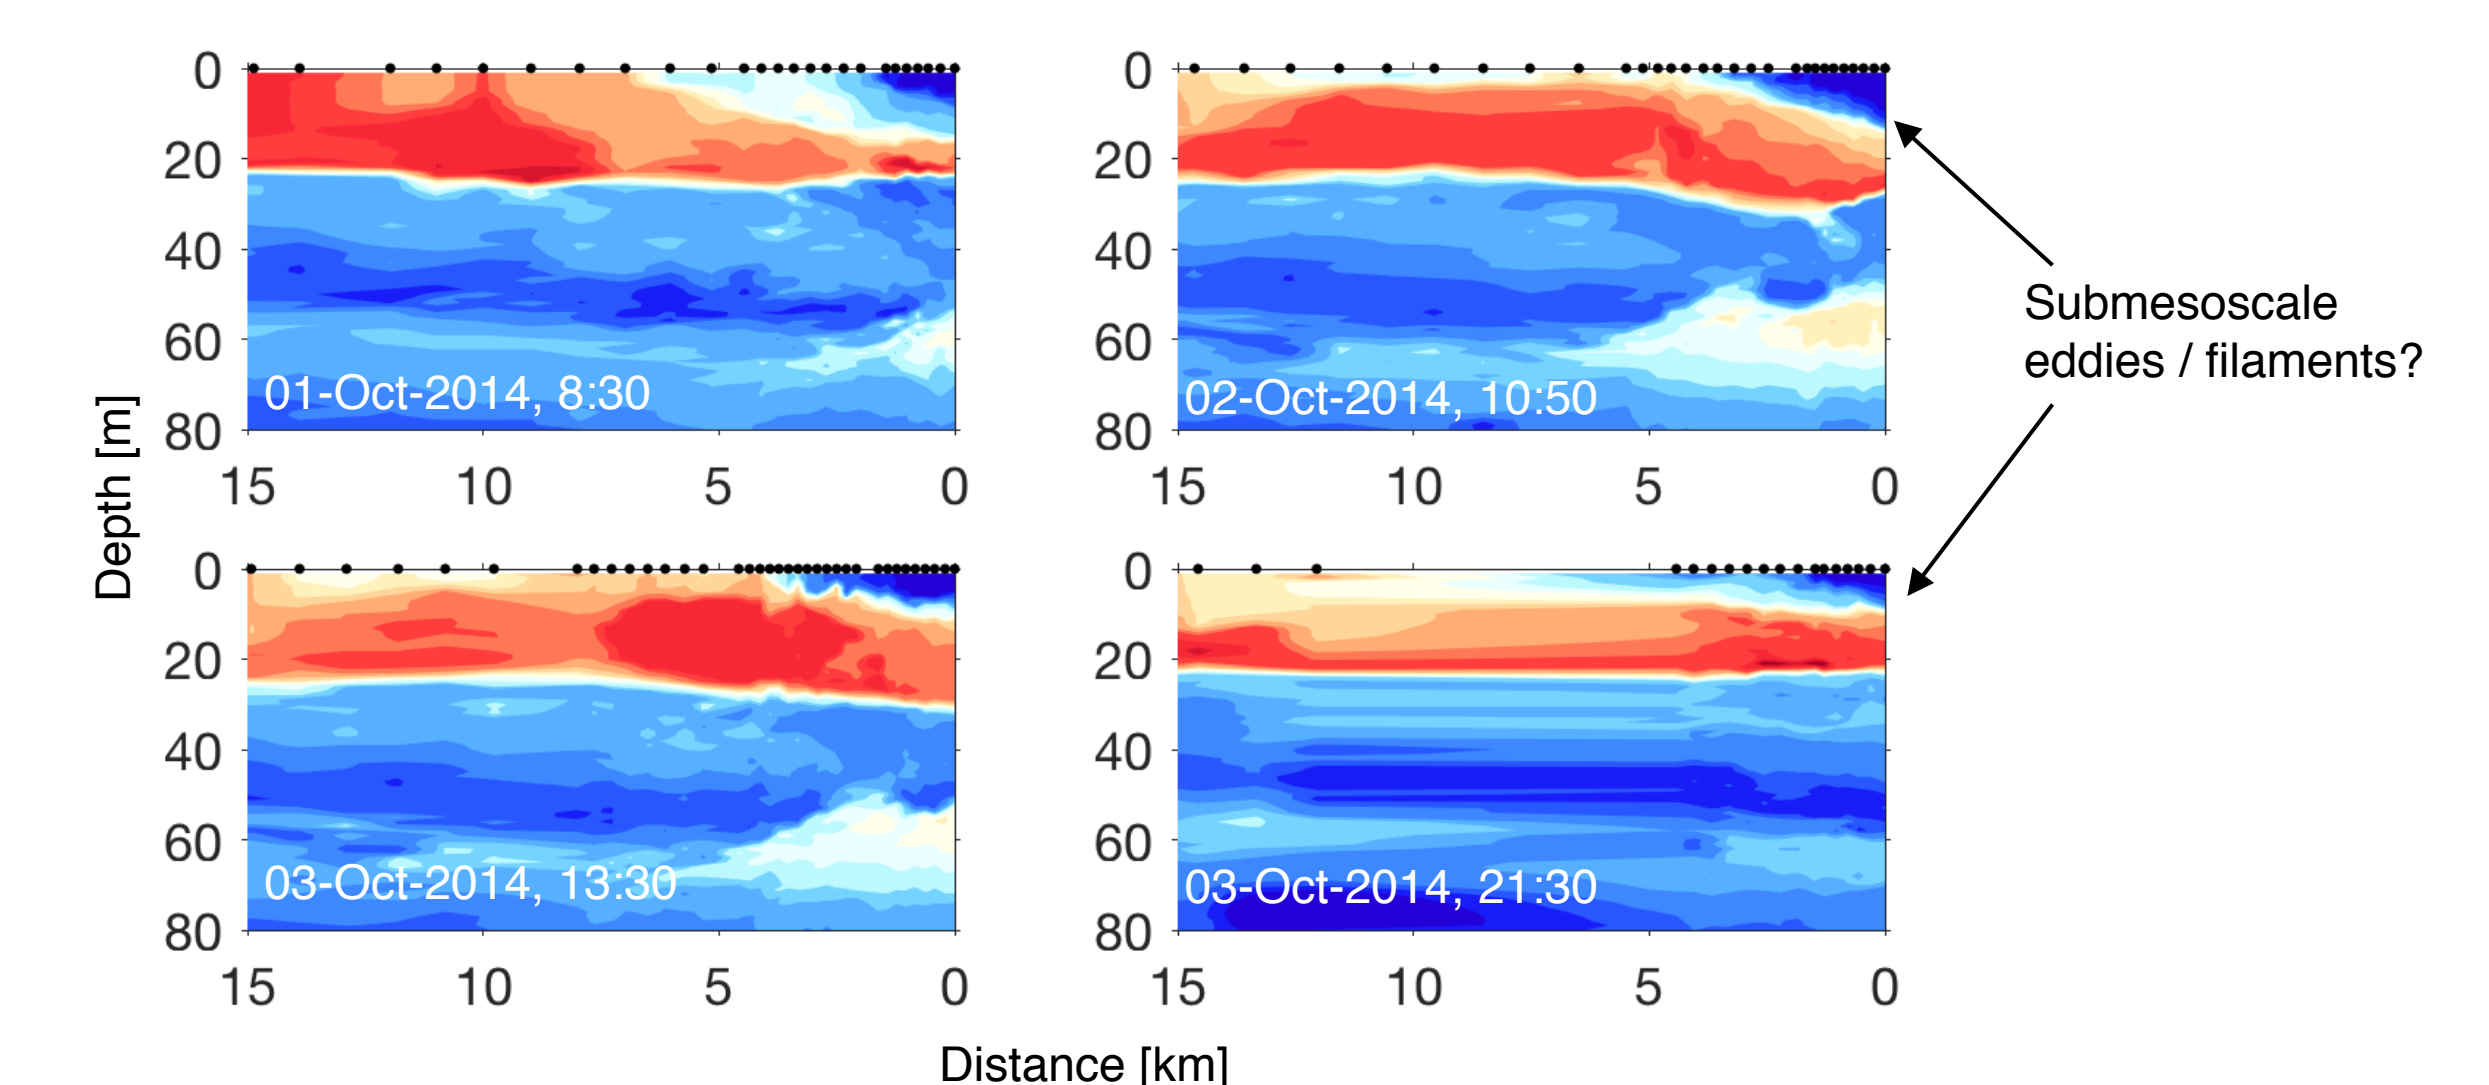 0
20
40
60
80
01-Oct-2014, 8:30
15 10 5 0
0
20
40
60
80
02-Oct-2014, 10:50
15 10 5 0
Submesoscale
eddies / filaments?
Depth [m]
0
20
40
60
80
03-Oct-2014, 13:30
15 10 5 0
0
20
40
60
80
03-Oct-2014, 21:30
15 10 5 0
Distance [km]